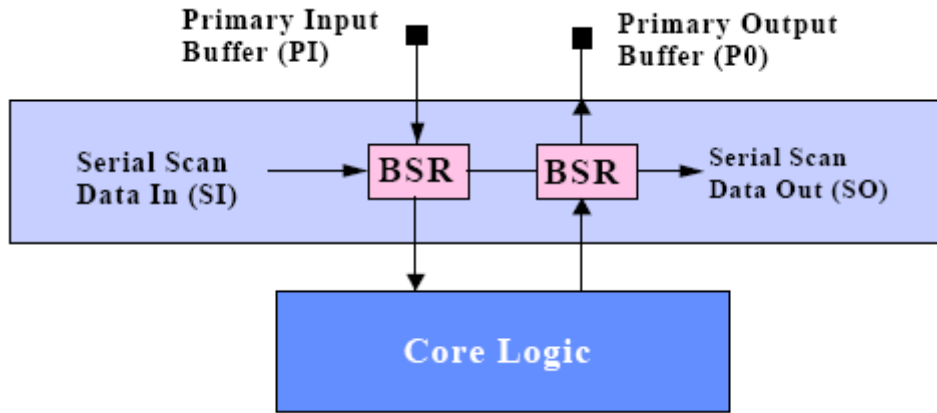 Primary Input
Buffer (PI)
Primary Output
Buffer (P0)
Serial Scan
Data In (SI)
BSR
BSR
Serial Scan
Data Out (SO)
Core Logic